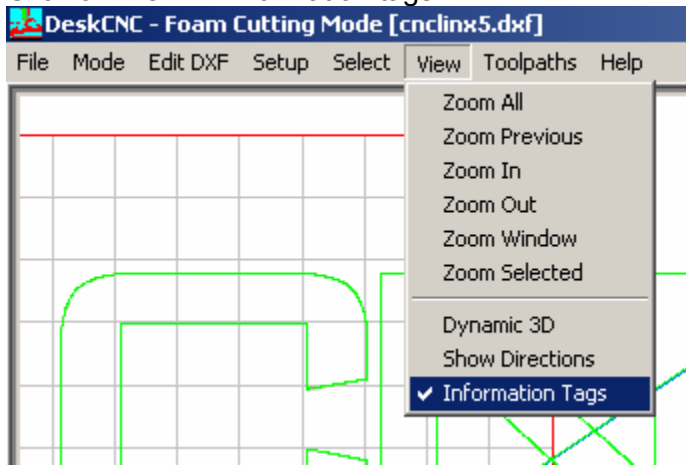 DeskCNC - Foam Cutting Mode [cnclinx5.dxf]
File Mode Edit DXF Setup Select View Toolpaths Help
Zoom All
Zoom Previous
Zoom In
Zoom Out
Zoom Window
Zoom Selected
Dynamic 3D
Show Directions
Information Tags